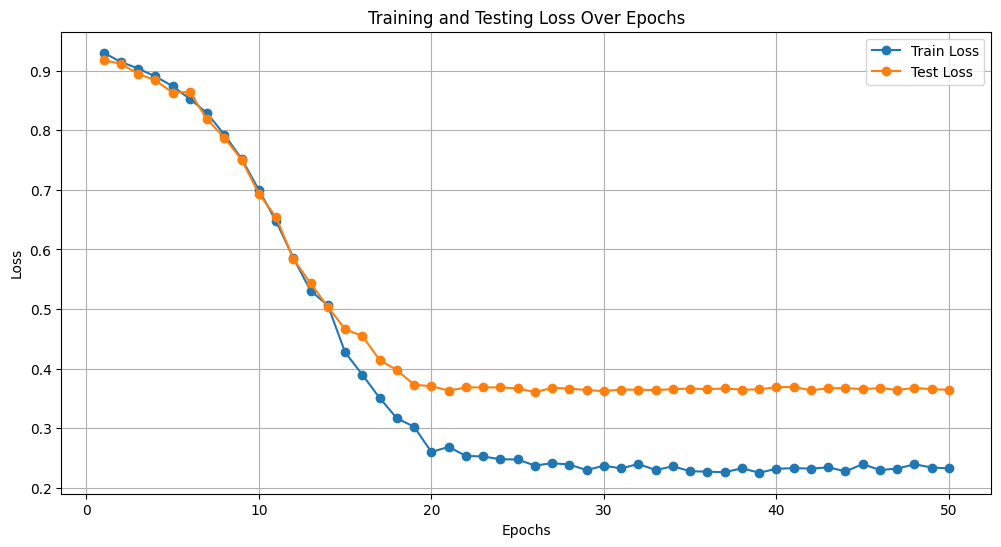 Training and Testing Loss Over Epochs
Train Loss
Test Loss
Loss
0.9
0.8
0.7
0.6
0.5
0.4
0.3
0.2
0 10 20 30 40 50
Epochs